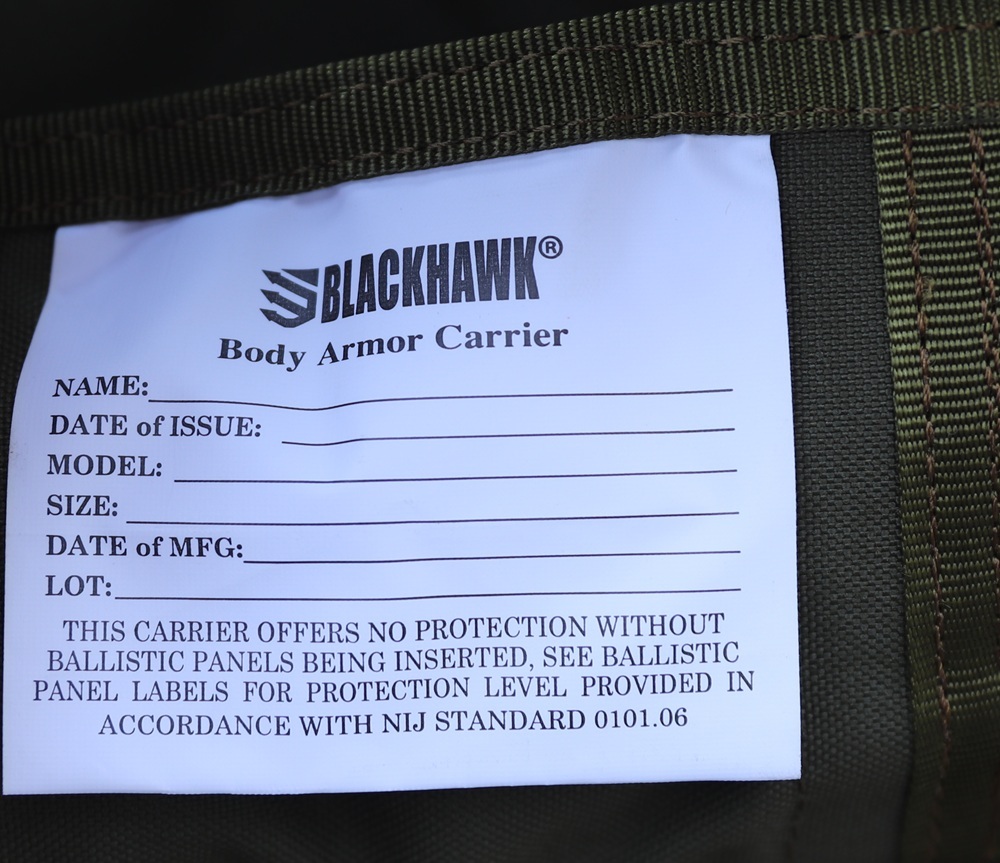 BLACKHAWK®
Body Armor Carrier
NAME:
DATE of ISSUE:
MODEL:
SIZE:
DATE of MFG:
LOT:
THIS CARRIER OFFERS NO PROTECTION WITHOUT
BALLISTIC PANELS BEING INSERTED, SEE BALLISTIC
PANEL LABELS FOR PROTECTION LEVEL PROVIDED IN
ACCORDANCE WITH NIJ STANDARD 0101.06